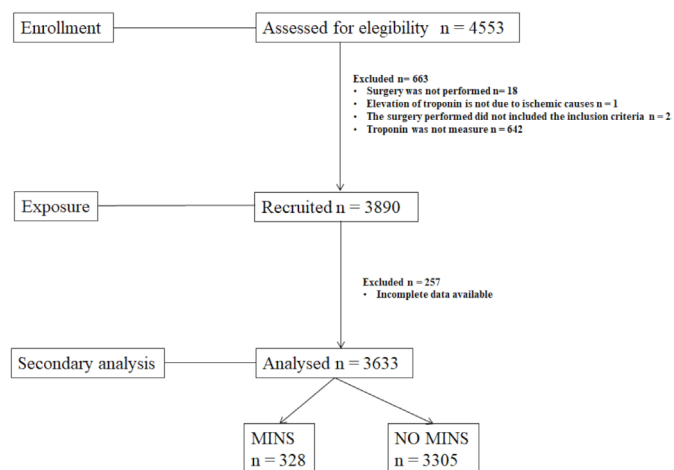 Enrollment
Assessed for elegibility n = 4553
Excluded n= 663
• Surgery was not performed n= 18
• Elevation of troponin is not due to ischemic causes n = 1
• The surgery performed did not included the inclusion criteria n = 2
• Troponin was not measure n = 642
Exposure
Recruited n = 3890
Excluded n = 257
• Incomplete data available
Secondary analysis
Analysed n = 3633
MINS
n = 328
NO MINS
n = 3305